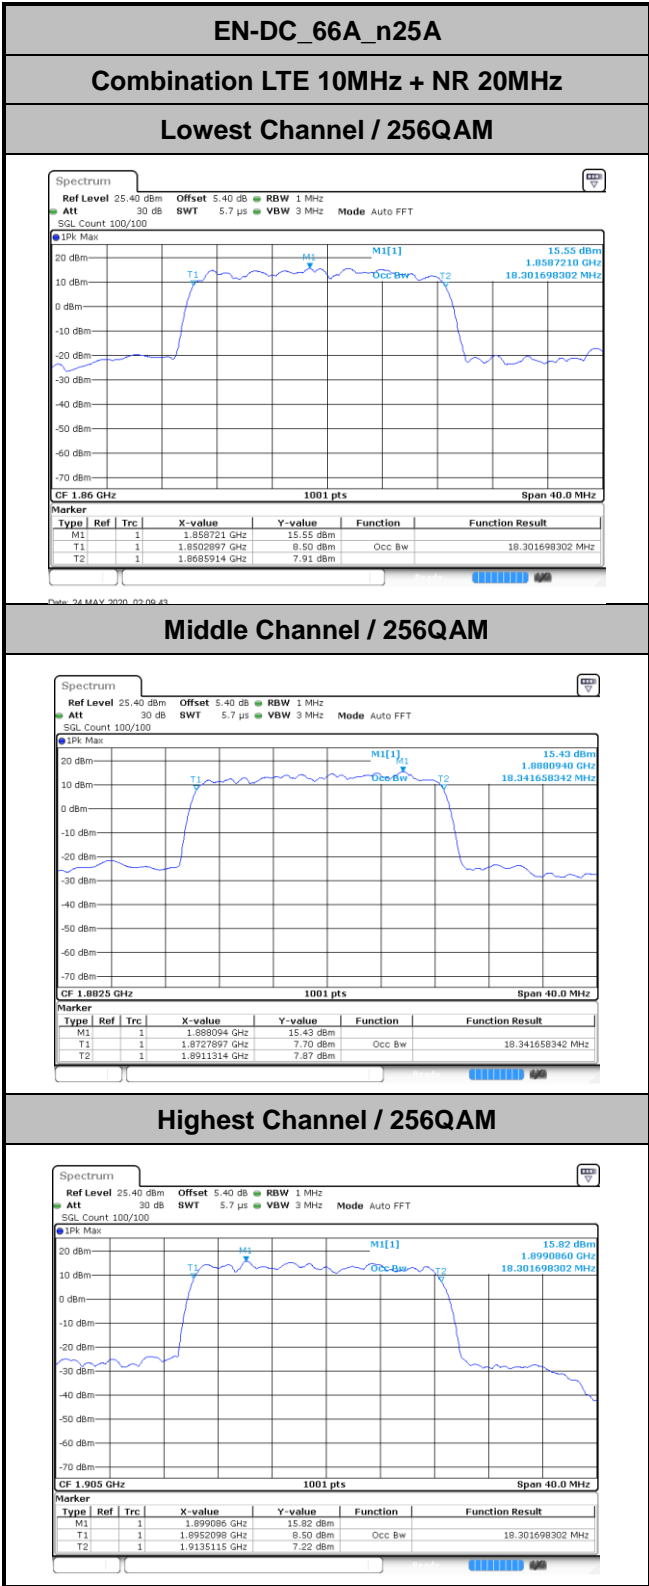 EN-DC_66A_n25A
Combination LTE 10MHz + NR 20MHz
Lowest Channel / 256QAM
Spectrum
Ref Level 25.40 dBm Offset 5.40 dB RBW 1 MHz
Att 30 dB SWT 5.7 µs VBW 3 MHz Mode Auto FFT
SGL Count 100/100
1Pk Max
M1[1] 15.55 dBm
1.8587210 GHz
Occ Bw 18.301698302 MHz
M1
T1
T2
20 dBm
10 dBm
0 dBm
-10 dBm
-20 dBm
-30 dBm
-40 dBm
-50 dBm
-60 dBm
-70 dBm
CF 1.86 GHz 1001 pts Span 40.0 MHz
Marker
Type Ref Trc X-value Y-value Function Function Result
M1 1 1.858721 GHz 15.55 dBm
T1 1 1.8502897 GHz 8.50 dBm Occ Bw 18.301698302 MHz
T2 1 1.8685914 GHz 7.91 dBm
Date: 24 MAY 2020 02:09:43
Middle Channel / 256QAM
Spectrum
Ref Level 25.40 dBm Offset 5.40 dB RBW 1 MHz
Att 30 dB SWT 5.7 µs VBW 3 MHz Mode Auto FFT
SGL Count 100/100
1Pk Max
M1[1] 15.43 dBm
1.8880940 GHz
Occ Bw 18.341658342 MHz
M1
T1
T2
20 dBm
10 dBm
0 dBm
-10 dBm
-20 dBm
-30 dBm
-40 dBm
-50 dBm
-60 dBm
-70 dBm
CF 1.8825 GHz 1001 pts Span 40.0 MHz
Marker
Type Ref Trc X-value Y-value Function Function Result
M1 1 1.888094 GHz 15.43 dBm
T1 1 1.8727897 GHz 7.70 dBm Occ Bw 18.341658342 MHz
T2 1 1.8911314 GHz 7.87 dBm
Highest Channel / 256QAM
Spectrum
Ref Level 25.40 dBm Offset 5.40 dB RBW 1 MHz
Att 30 dB SWT 5.7 µs VBW 3 MHz Mode Auto FFT
SGL Count 100/100
1Pk Max
M1[1] 15.82 dBm
1.8990860 GHz
Occ Bw 18.301698302 MHz
M1
T1
T2
20 dBm
10 dBm
0 dBm
-10 dBm
-20 dBm
-30 dBm
-40 dBm
-50 dBm
-60 dBm
-70 dBm
CF 1.905 GHz 1001 pts Span 40.0 MHz
Marker
Type Ref Trc X-value Y-value Function Function Result
M1 1 1.899086 GHz 15.82 dBm
T1 1 1.8952098 GHz 8.50 dBm Occ Bw 18.301698302 MHz
T2 1 1.9135115 GHz 7.22 dBm